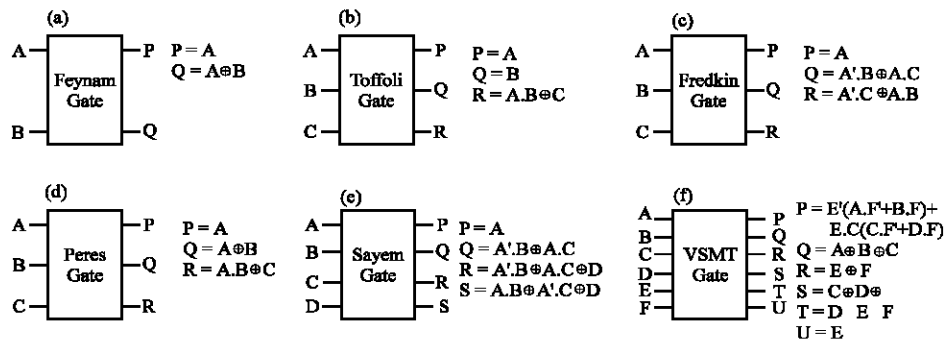 (a)
A
B
Feynam
Gate
P
Q
P = A
Q = A⊕B
(b)
A
B
C
Toffoli
Gate
P
Q
R
P = A
Q = B
R = A.B⊕C
(c)
A
B
C
Fredkin
Gate
P
Q
R
P = A
Q = A'.B⊕A.C
R = A'.C⊕A.B
(d)
A
B
C
Peres
Gate
P
Q
R
P = A
Q = A⊕B
R = A.B⊕C
(e)
A
B
C
D
Sayem
Gate
P
Q
R
S
P = A
Q = A'.B⊕A.C
R = A'.B⊕A.C⊕D
S = A.B⊕A'.C⊕D
(f)
A
B
C
D
E
F
VSMT
Gate
P
Q
R
S
T
U
P = E'(A.F'+B.F)+
E.C(C.F'+D.F)
Q = A⊕B⊕C
R = E⊕F
S = C⊕D⊕
T = D E F
U = E